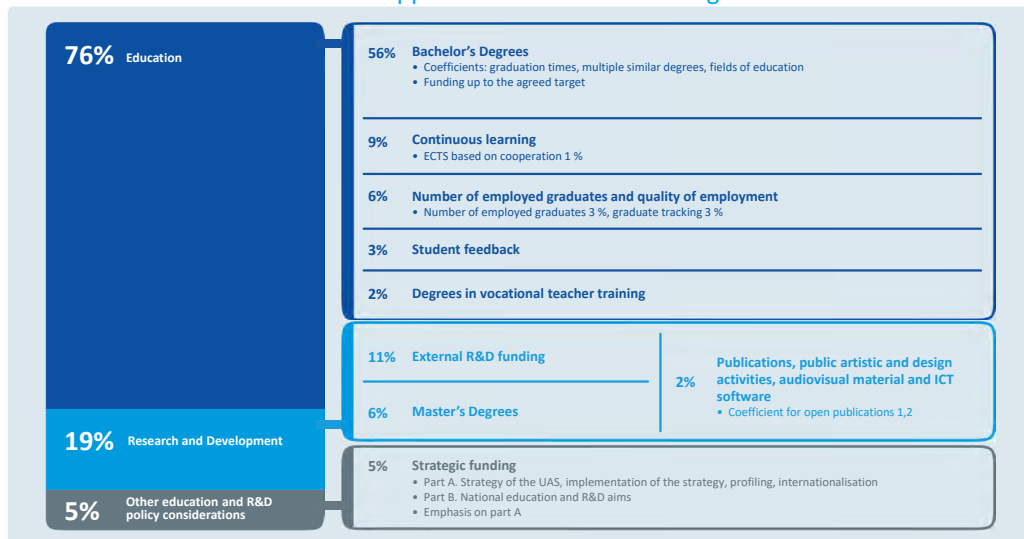 76% Education
56% Bachelor's Degrees
• Coefficients: graduation times, multiple similar degrees, fields of education
• Funding up to the agreed target
9% Continuous learning
• ECTS based on cooperation 1 %
6% Number of employed graduates and quality of employment
• Number of employed graduates 3 %, graduate tracking 3 %
3% Student feedback
2% Degrees in vocational teacher training
19% Research and Development
11% External R&D funding
6% Master's Degrees
2% Publications, public artistic and design
activities, audiovisual material and ICT
software
• Coefficient for open publications 1,2
5% Other education and R&D
policy considerations
5% Strategic funding
• Part A. Strategy of the UAS, implementation of the strategy, profiling, internationalisation
• Part B. National education and R&D aims
• Emphasis on part A